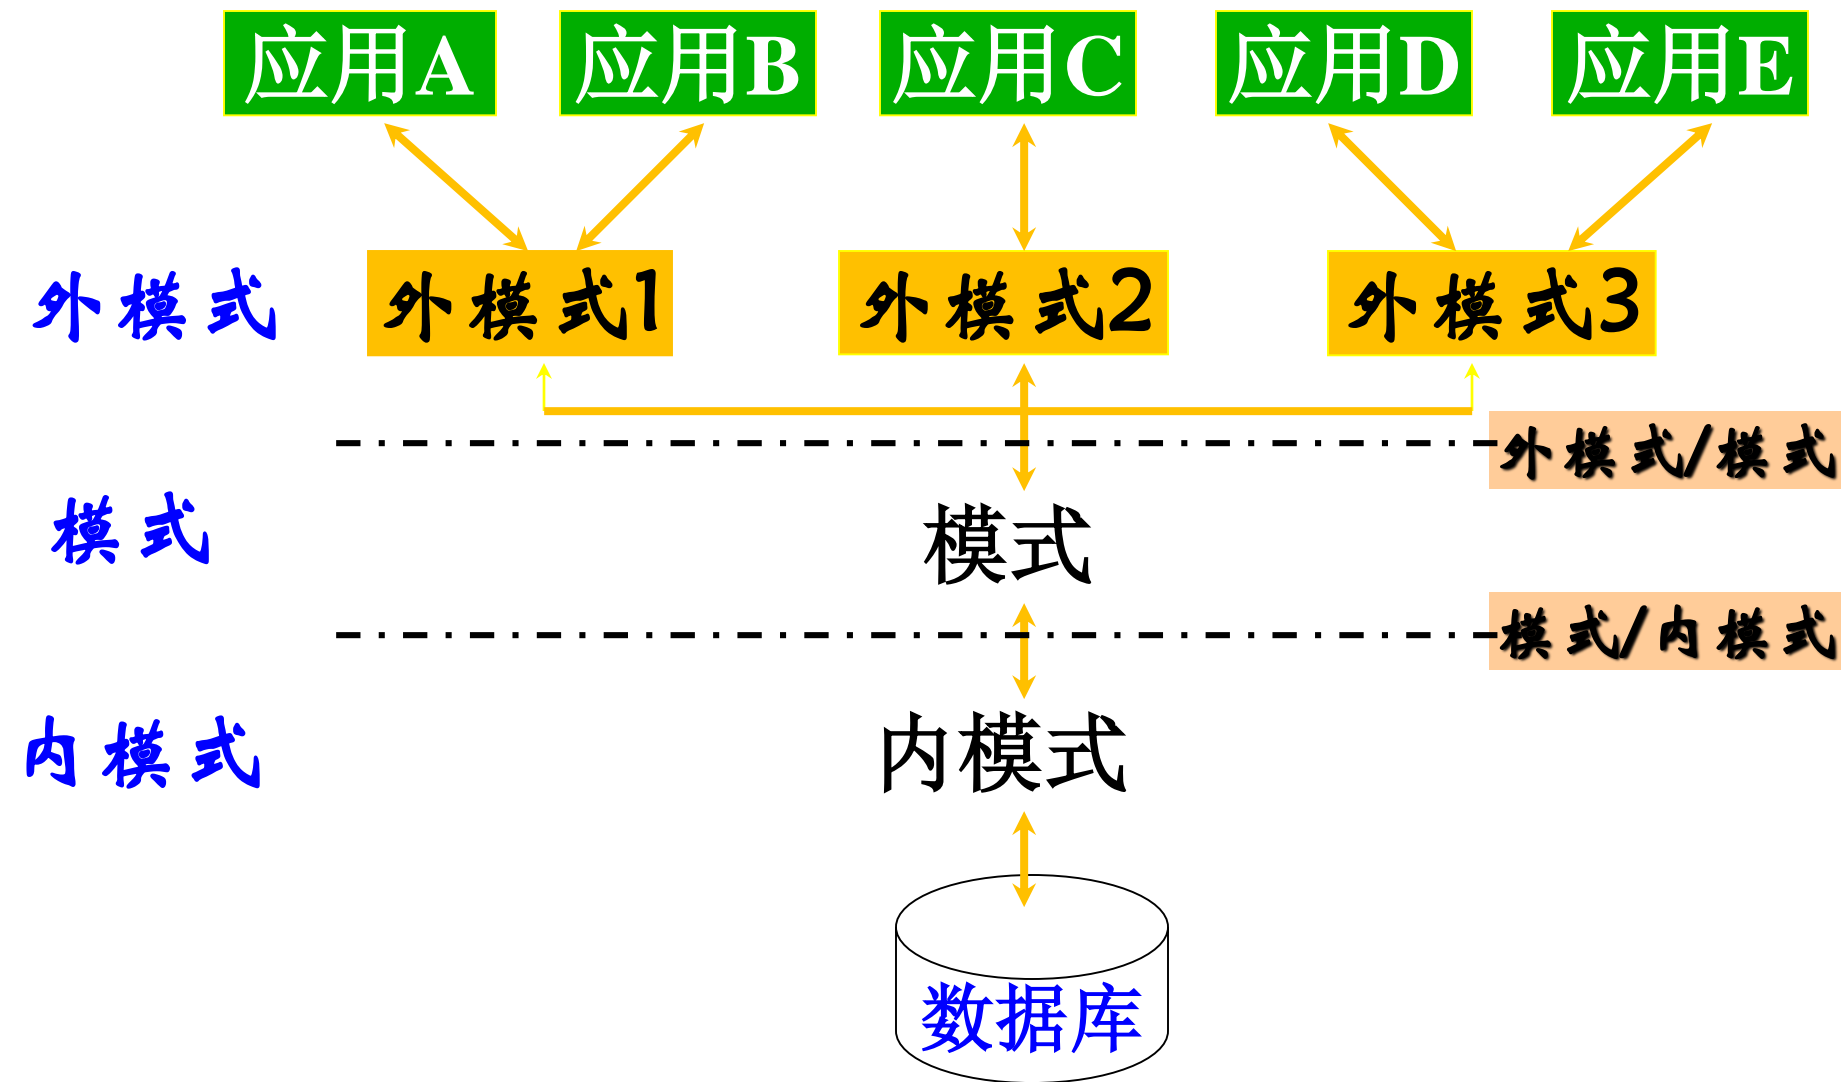 应用A
应用B
应用C
应用D
应用E
外模式
外模式1
外模式2
外模式3
外模式/模式
模式
模式
模式/内模式
内模式
内模式
数据库